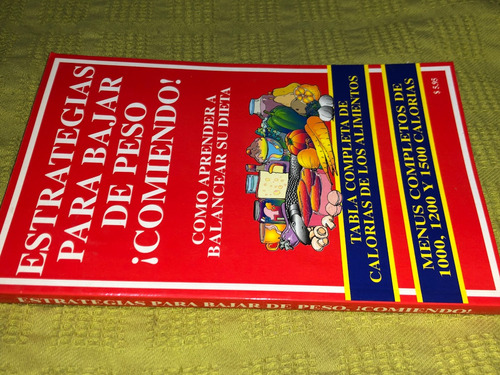 ESTRATEGIAS
PARA BAJAR
DE PESO
¡COMIENDO!
COMO APRENDER A
BALANCEAR SU DIETA
TABLA COMPLETA DE
CALORIAS DE LOS ALIMENTOS
MENUS COMPLETOS DE
1000, 1200 Y 1500 CALORIAS
$ 5.95
ESTRATEGIAS PARA BAJAR DE PESO, ¡COMIENDO!